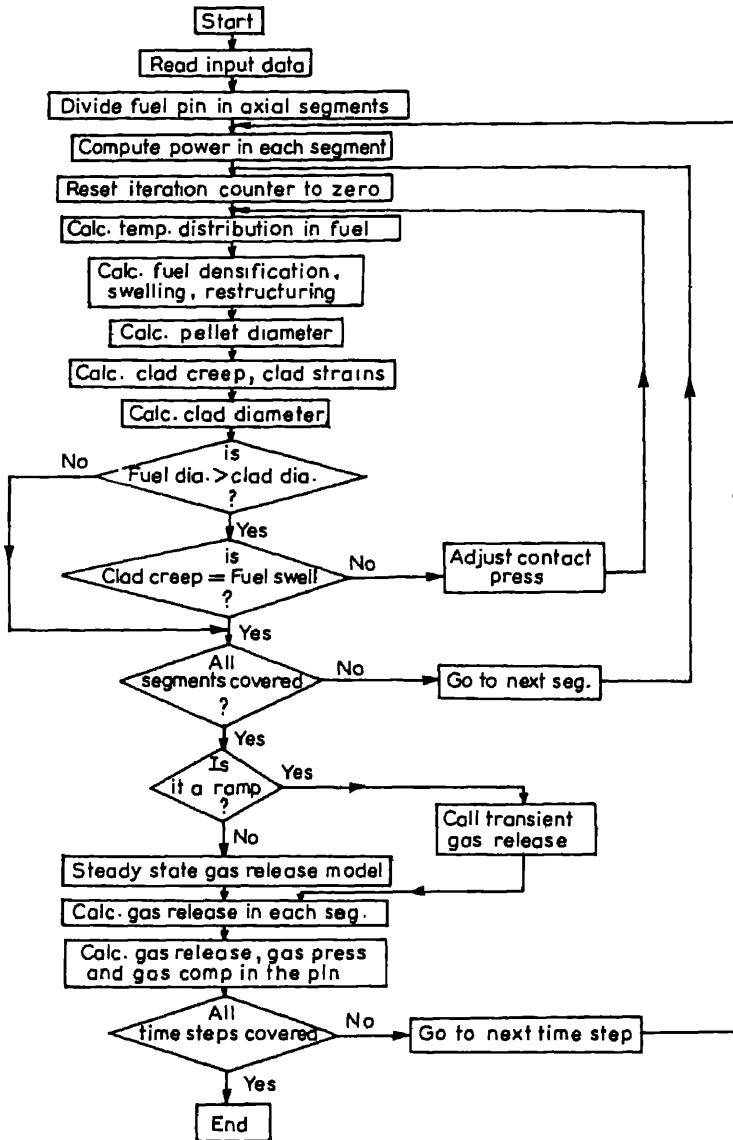 Start
Read input data
Divide fuel pin in axial segments
Compute power in each segment
Reset iteration counter to zero
Calc. temp. distribution in fuel
Calc. fuel densification,
swelling, restructuring
Calc. pellet diameter
Calc. clad creep, clad strains
Calc. clad diameter
is
No
Fuel dia. > clad dia.
?
Yes
is
Clad creep = Fuel swell
?
No
Adjust contact
press
Yes
All
segments covered
?
No
Go to next seg.
Yes
Is
it a ramp
?
Yes
Call transient
gas release
No
Steady state gas release model
Calc. gas release in each seg.
Calc. gas release, gas press
and gas comp in the pin
All
time steps covered
No
Go to next time step
Yes
End